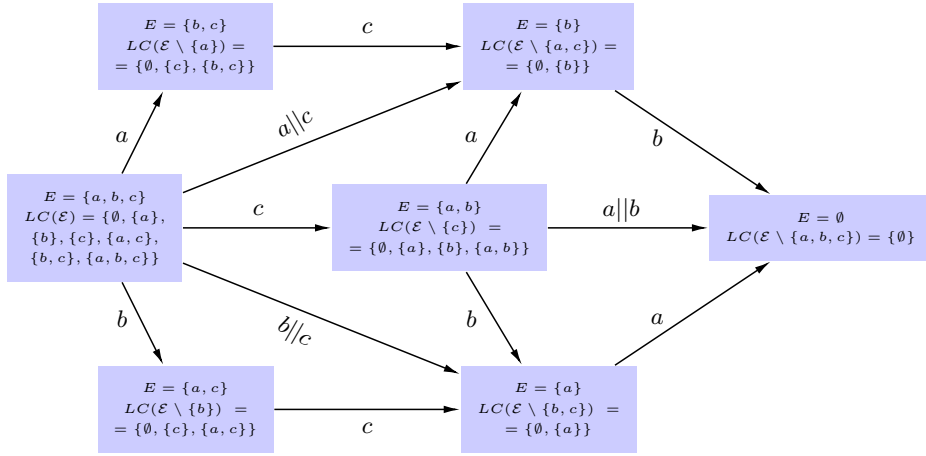 E = {b, c}
LC(ℰ \ {a}) =
= {∅, {c}, {b, c}}
c
E = {b}
LC(ℰ \ {a, c}) =
= {∅, {b}}
a
a||c
a
b
E = {a, b, c}
LC(ℰ) = {∅, {a},
{b}, {c}, {a, c},
{b, c}, {a, b, c}}
c
E = {a, b}
LC(ℰ \ {c}) =
= {∅, {a}, {b}, {a, b}}
a||b
E = ∅
LC(ℰ \ {a, b, c}) = {∅}
b
b||c
b
a
E = {a, c}
LC(ℰ \ {b}) =
= {∅, {c}, {a, c}}
c
E = {a}
LC(ℰ \ {b, c}) =
= {∅, {a}}